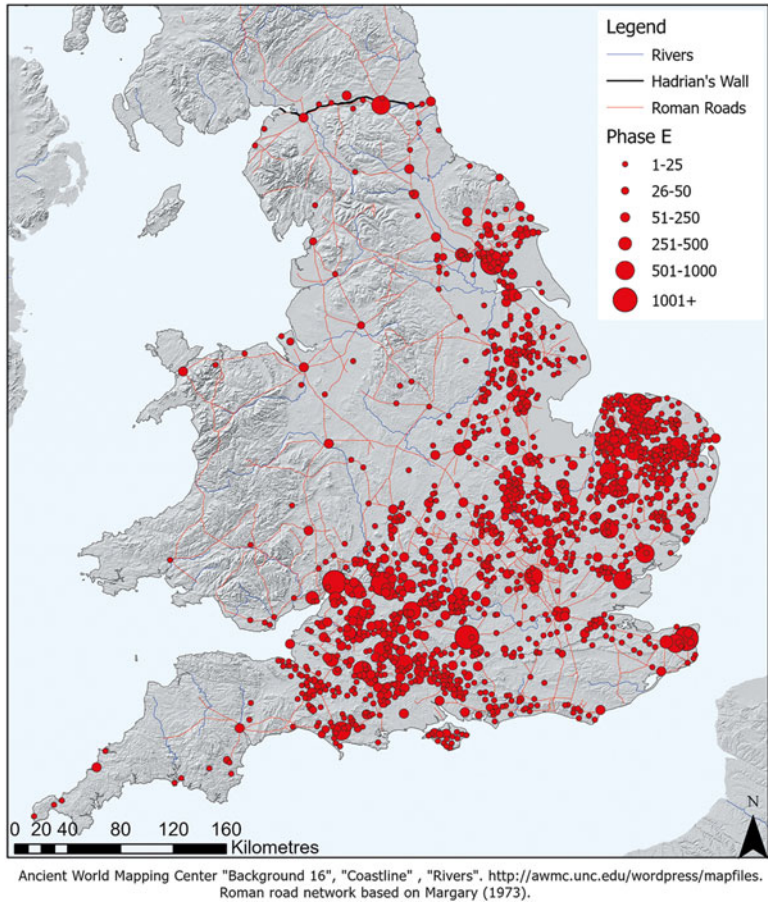 Legend
Rivers
Hadrian's Wall
Roman Roads
Phase E
1-25
26-50
51-250
251-500
501-1000
1001+
N
0 20 40 80 120 160
Kilometres
Ancient World Mapping Center "Background 16", "Coastline" , "Rivers". http://awmc.unc.edu/wordpress/mapfiles.
Roman road network based on Margary (1973).